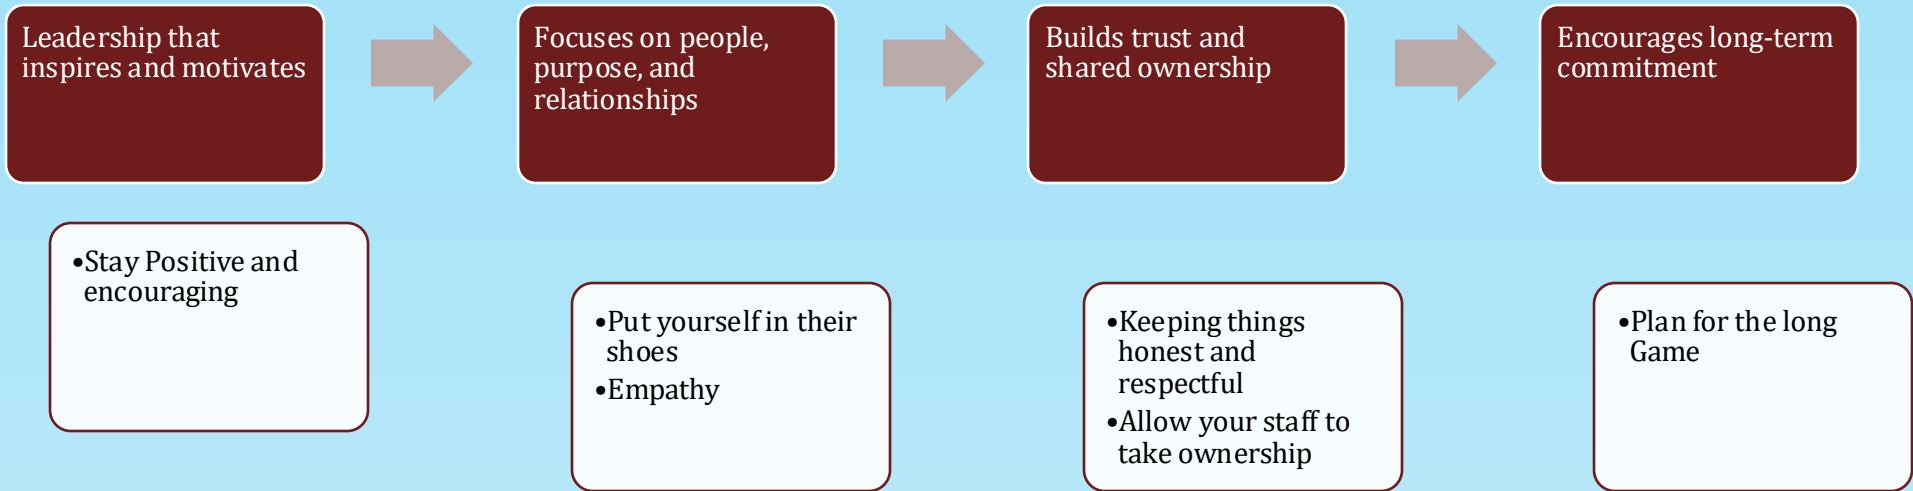 Leadership that
inspires and motivates
Focuses on people,
purpose, and
relationships
Builds trust and
shared ownership
Encourages long-term
commitment
•Stay Positive and
encouraging
•Put yourself in their
shoes
•Empathy
•Keeping things
honest and
respectful
•Allow your staff to
take ownership
•Plan for the long
Game